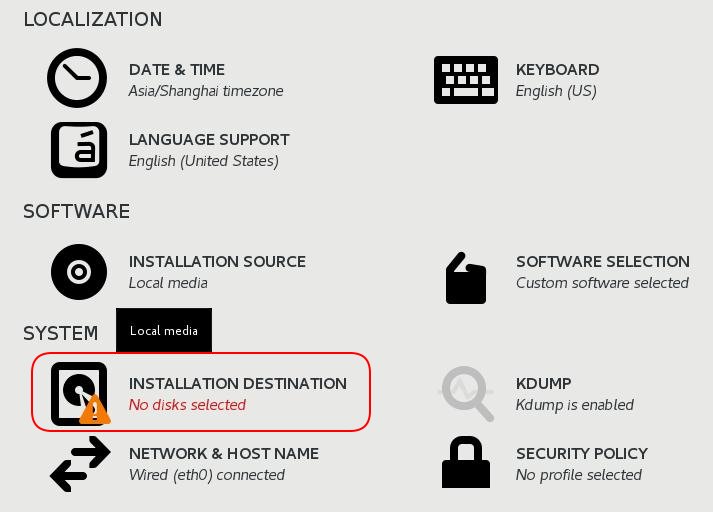 LOCALIZATION
DATE & TIME
Asia/Shanghai timezone
KEYBOARD
English (US)
LANGUAGE SUPPORT
English (United States)
SOFTWARE
INSTALLATION SOURCE
Local media
SOFTWARE SELECTION
Custom software selected
SYSTEM
Local media
INSTALLATION DESTINATION
No disks selected
KDUMP
Kdump is enabled
NETWORK & HOST NAME
Wired (eth0) connected
SECURITY POLICY
No profile selected